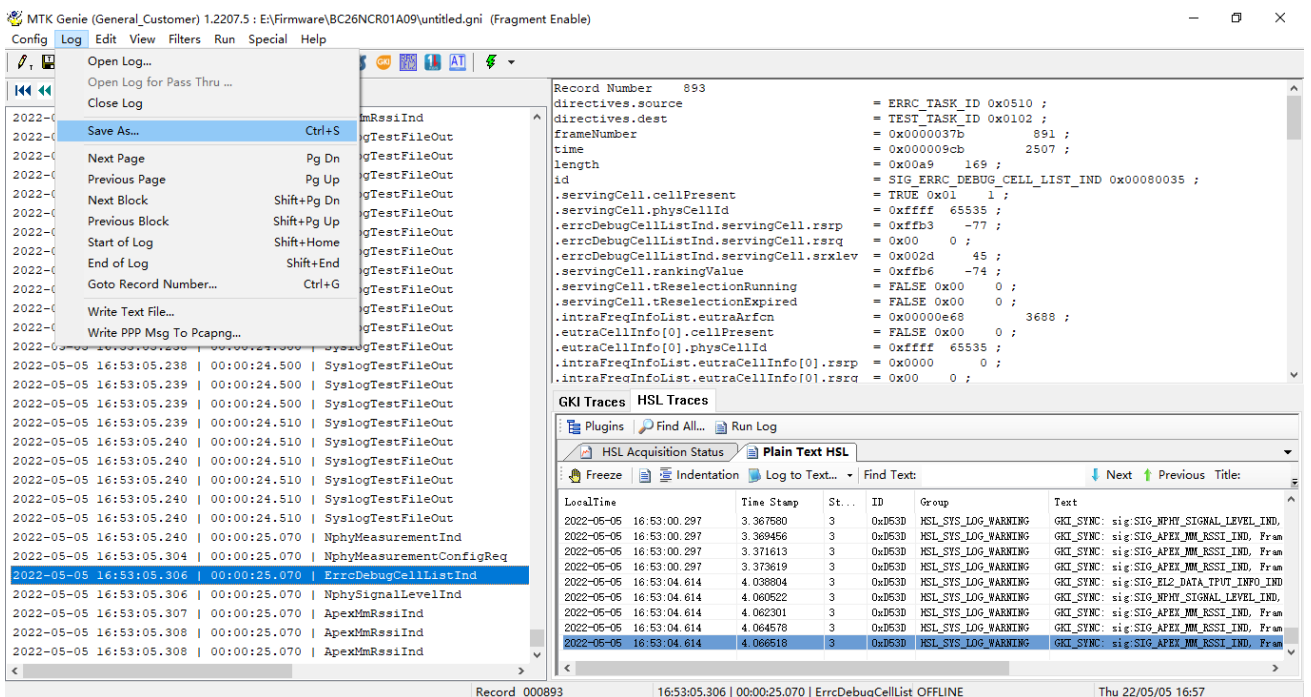 MTK Genie (General_Customer) 1.2207.5 : E:\Firmware\BC26NCR01A09\untitled.gni (Fragment Enable)
Config Log Edit View Filters Run Special Help
GKI AT
Open Log...
Open Log for Pass Thru ...
Close Log
Save As... Ctrl+S
Next Page Pg Dn
Previous Page Pg Up
Next Block Shift+Pg Dn
Previous Block Shift+Pg Up
Start of Log Shift+Home
End of Log Shift+End
Goto Record Number... Ctrl+G
Write Text File...
Write PPP Msg To Pcapng...
2022-05-05 16:53:05.238 | 00:00:24.500 | SyslogTestFileOut
2022-05-05 16:53:05.239 | 00:00:24.500 | SyslogTestFileOut
2022-05-05 16:53:05.239 | 00:00:24.500 | SyslogTestFileOut
2022-05-05 16:53:05.239 | 00:00:24.510 | SyslogTestFileOut
2022-05-05 16:53:05.240 | 00:00:24.510 | SyslogTestFileOut
2022-05-05 16:53:05.240 | 00:00:24.510 | SyslogTestFileOut
2022-05-05 16:53:05.240 | 00:00:24.510 | SyslogTestFileOut
2022-05-05 16:53:05.240 | 00:00:24.510 | SyslogTestFileOut
2022-05-05 16:53:05.240 | 00:00:24.510 | SyslogTestFileOut
2022-05-05 16:53:05.240 | 00:00:25.070 | NphyMeasurementInd
2022-05-05 16:53:05.304 | 00:00:25.070 | NphyMeasurementConfigReq
2022-05-05 16:53:05.306 | 00:00:25.070 | ErrcDebugCellListInd
2022-05-05 16:53:05.306 | 00:00:25.070 | NphySignalLevelInd
2022-05-05 16:53:05.307 | 00:00:25.070 | ApexMmRssiInd
2022-05-05 16:53:05.308 | 00:00:25.070 | ApexMmRssiInd
2022-05-05 16:53:05.308 | 00:00:25.070 | ApexMmRssiInd
Record Number 893
directives.source = ERRC_TASK_ID 0x0510 ;
directives.dest = TEST_TASK_ID 0x0102 ;
frameNumber = 0x0000037b 891 ;
time = 0x000009cb 2507 ;
length = 0x00a9 169 ;
id = SIG_ERRC_DEBUG_CELL_LIST_IND 0x00080035 ;
.servingCell.cellPresent = TRUE 0x01 1 ;
.servingCell.physCellId = 0xffff 65535 ;
.errcDebugCellListInd.servingCell.rsrp = 0xffb3 -77 ;
.errcDebugCellListInd.servingCell.rsrq = 0x00 0 ;
.errcDebugCellListInd.servingCell.srxlev = 0x002d 45 ;
.servingCell.rankingValue = 0xffb6 -74 ;
.servingCell.tReselectionRunning = FALSE 0x00 0 ;
.servingCell.tReselectionExpired = FALSE 0x00 0 ;
.intraFreqInfoList.eutraArfcn = 0x00000e68 3688 ;
.eutraCellInfo[0].cellPresent = FALSE 0x00 0 ;
.eutraCellInfo[0].physCellId = 0xffff 65535 ;
.intraFreqInfoList.eutraCellInfo[0].rsrp = 0x0000 0 ;
.intraFreqInfoList.eutraCellInfo[0].rsrq = 0x00 0 ;
GKI Traces HSL Traces
Plugins Find All... Run Log
HSL Acquisition Status Plain Text HSL
Freeze Indentation Log to Text... Find Text: Next Previous Title:
LocalTime Time Stamp St... ID Group Text
2022-05-05 16:53:00.297 3.367580 3 0xD53D HSL_SYS_LOG_WARNING GKI_SYNC: sig:SIG_NPHY_SIGNAL_LEVEL_IND,
2022-05-05 16:53:00.297 3.369456 3 0xD53D HSL_SYS_LOG_WARNING GKI_SYNC: sig:SIG_APEX_MM_RSSI_IND, Fram
2022-05-05 16:53:00.297 3.371613 3 0xD53D HSL_SYS_LOG_WARNING GKI_SYNC: sig:SIG_APEX_MM_RSSI_IND, Fram
2022-05-05 16:53:00.297 3.373619 3 0xD53D HSL_SYS_LOG_WARNING GKI_SYNC: sig:SIG_APEX_MM_RSSI_IND, Fram
2022-05-05 16:53:04.614 4.038804 3 0xD53D HSL_SYS_LOG_WARNING GKI_SYNC: sig:SIG_EL2_DATA_TPUT_INFO_IND
2022-05-05 16:53:04.614 4.060522 3 0xD53D HSL_SYS_LOG_WARNING GKI_SYNC: sig:SIG_NPHY_SIGNAL_LEVEL_IND,
2022-05-05 16:53:04.614 4.062301 3 0xD53D HSL_SYS_LOG_WARNING GKI_SYNC: sig:SIG_APEX_MM_RSSI_IND, Fram
2022-05-05 16:53:04.614 4.064578 3 0xD53D HSL_SYS_LOG_WARNING GKI_SYNC: sig:SIG_APEX_MM_RSSI_IND, Fram
2022-05-05 16:53:04.614 4.066518 3 0xD53D HSL_SYS_LOG_WARNING GKI_SYNC: sig:SIG_APEX_MM_RSSI_IND, Fram
Record 000893 16:53:05.306 | 00:00:25.070 | ErrcDebugCellList OFFLINE Thu 22/05/05 16:57